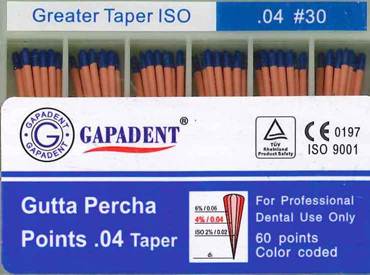 Greater Taper ISO .04 #30
GAPADENT
GAPADENT
G
GAPADENT®
TÜV
Rheinland
Product Safety
CE 0197
ISO 9001
Gutta Percha
Points .04 Taper
6% / 0.06
4% / 0.04
ISO 2% / 0.02
d₁
For Professional
Dental Use Only
60 points
Color coded